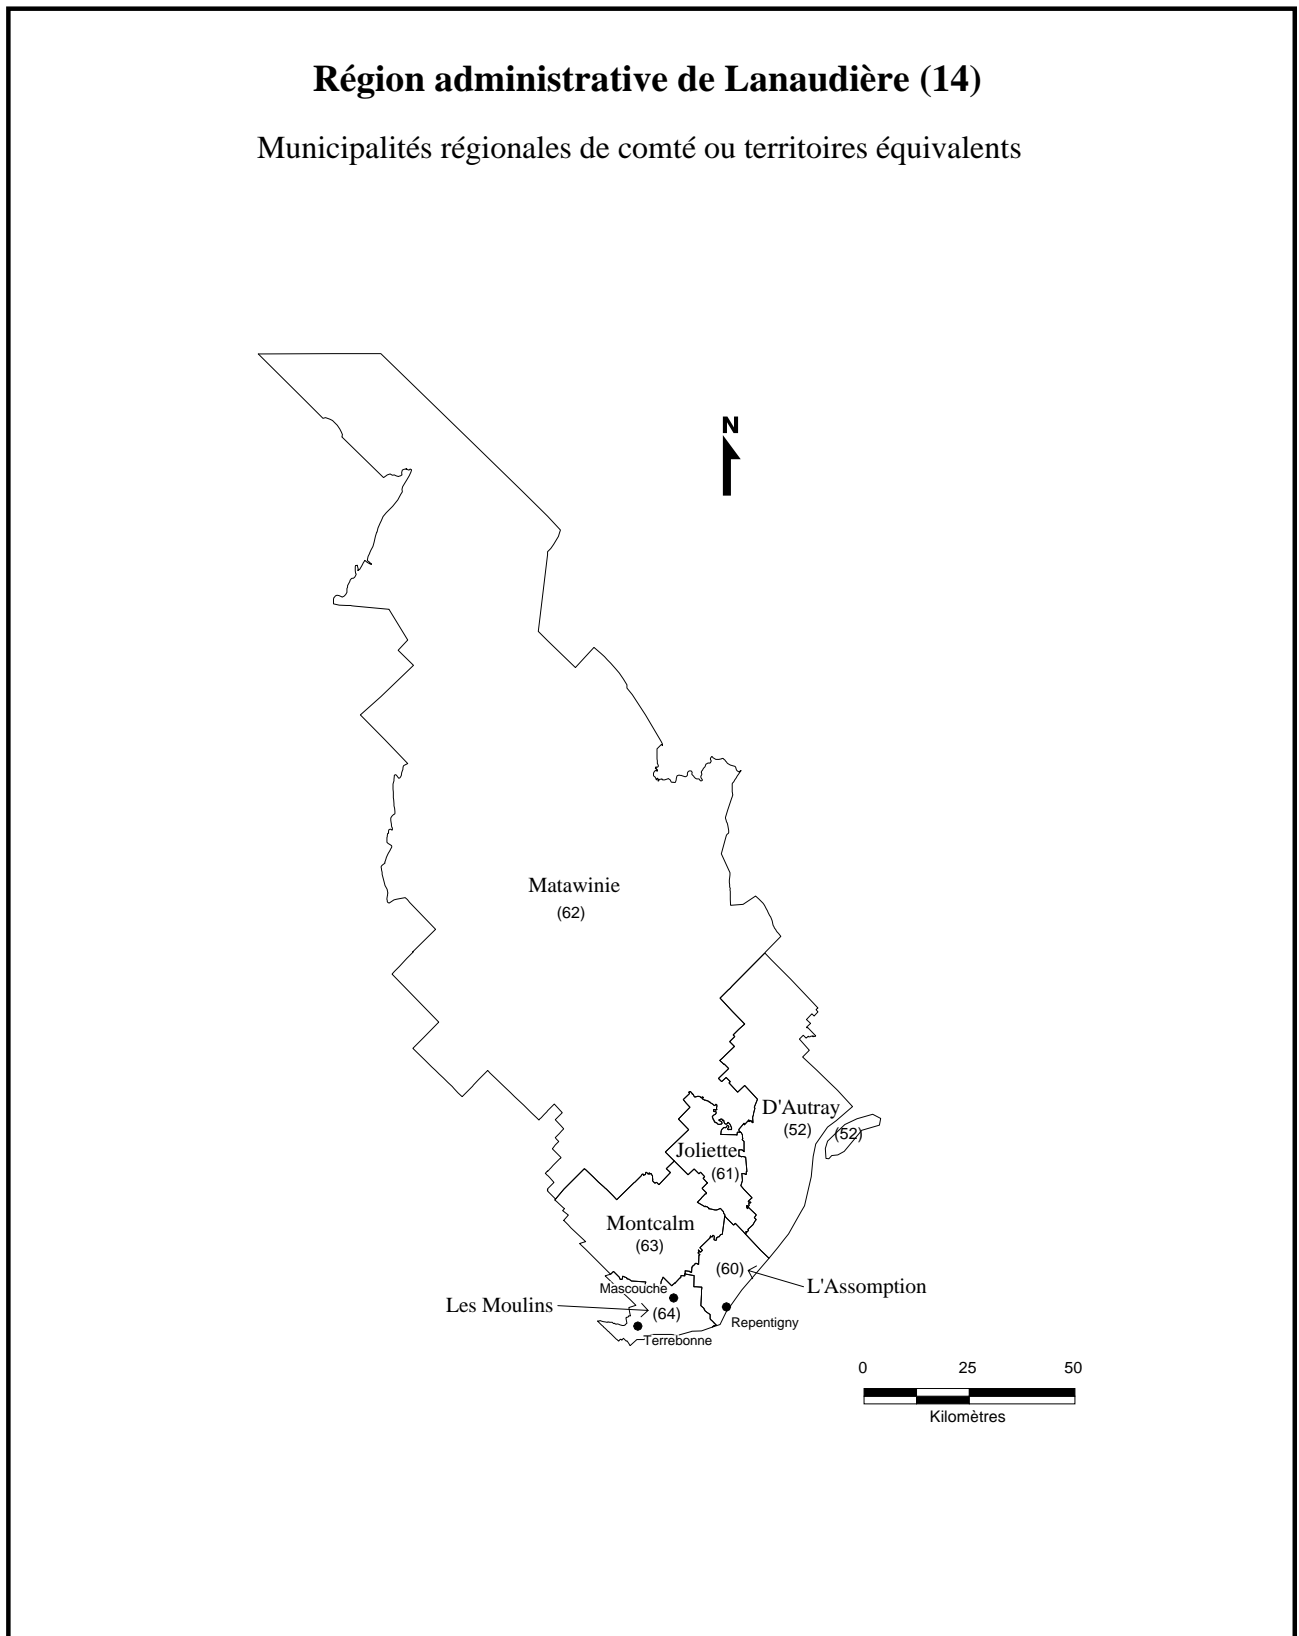 Région administrative de Lanaudière (14)
Municipalités régionales de comté ou territoires équivalents
N
Matawinie
(62)
D'Autray
(52)
(52)
Joliette
(61)
Montcalm
(63)
(60)
L'Assomption
Mascouche
Les Moulins
(64)
Repentigny
Terrebonne
0 25 50
Kilomètres